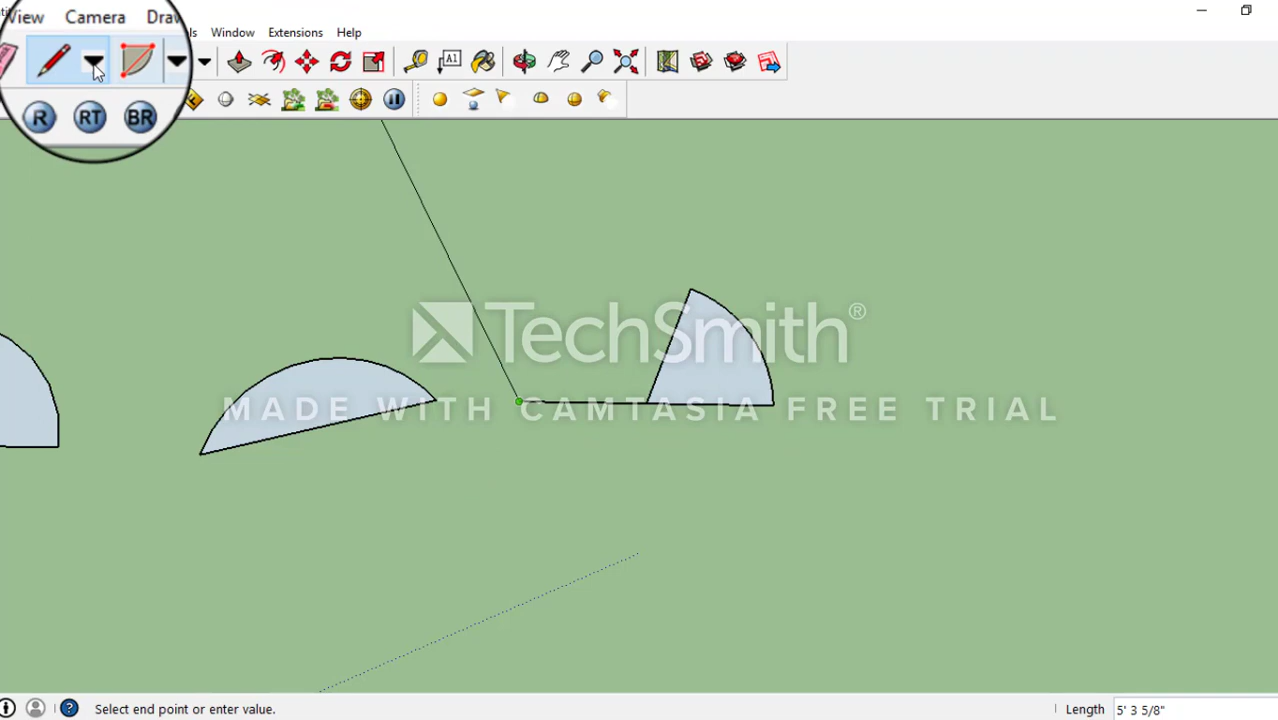 View Camera Draw
ls Window Extensions Help
A1
R RT BR
TechSmith®
MADE WITH CAMTASIA FREE TRIAL
Select end point or enter value.
Length 5' 3 5/8"